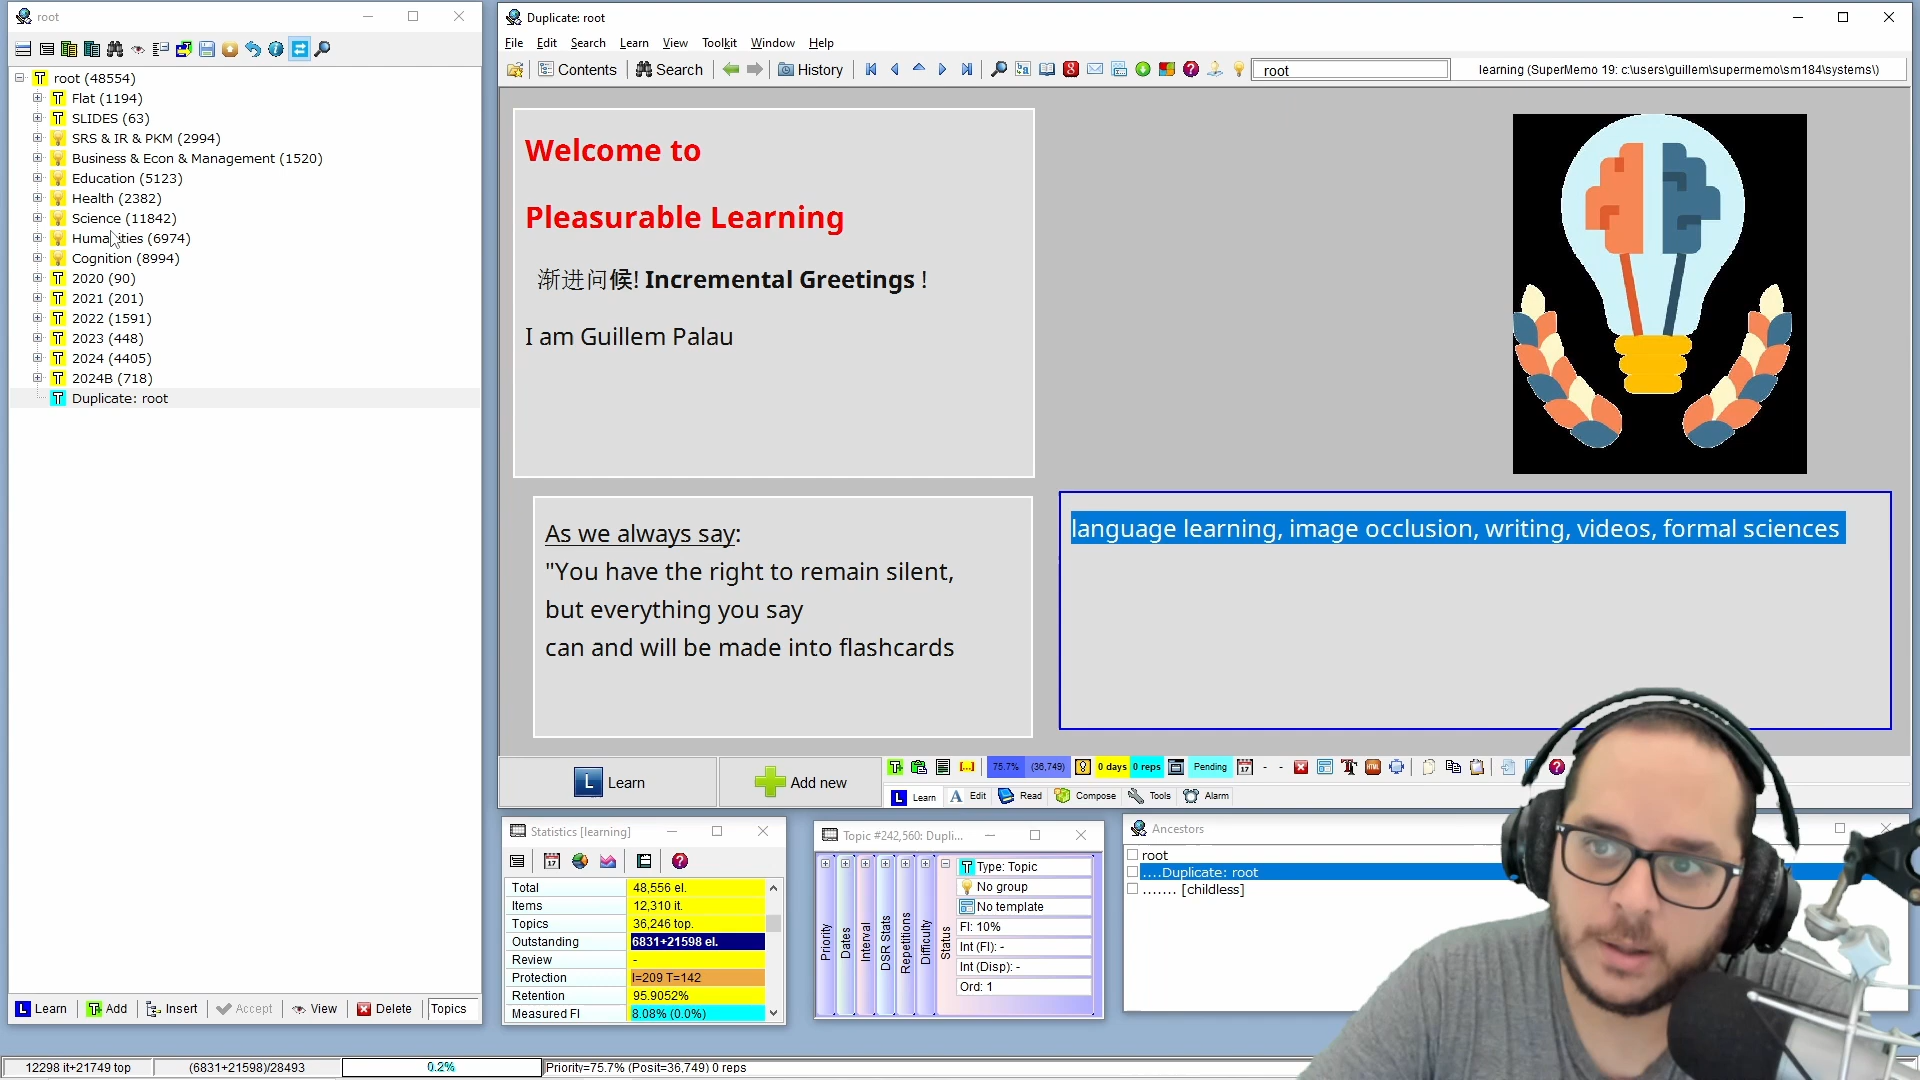 root
root (48554)
Flat (1194)
SLIDES (63)
SRS & IR & PKM (2994)
Business & Econ & Management (1520)
Education (5123)
Health (2382)
Science (11842)
Humanities (6974)
Cognition (8994)
2020 (90)
2021 (201)
2022 (1591)
2023 (448)
2024 (4405)
2024B (718)
Duplicate: root
Learn Add Insert Accept View Delete Topics
Duplicate: root
File Edit Search Learn View Toolkit Window Help
Contents Search History root learning (SuperMemo 19: c:\users\guillem\supermemo\sm184\systems\)
Welcome to
Pleasurable Learning
渐进问候! Incremental Greetings !
I am Guillem Palau
As we always say:
"You have the right to remain silent,
but everything you say
can and will be made into flashcards
language learning, image occlusion, writing, videos, formal sciences
Learn Add new
75.7% (36,749) 0 days 0 reps Pending
Learn Edit Read Compose Tools Alarm
Statistics [learning]
Total 48,556 el.
Items 12,310 it.
Topics 36,246 top.
Outstanding 6831+21598 el.
Review -
Protection I=209 T=142
Retention 95.9052%
Measured FI 8.08% (0.0%)
Topic #242,560: Dupli...
Priority
Dates
Interval
DSR Stats
Repetitions
Difficulty
Status
Type: Topic
No group
No template
FI: 10%
Int (FI): -
Int (Disp): -
Ord: 1
Ancestors
root
....Duplicate: root
....... [childless]
12298 it+21749 top (6831+21598)/28493 0.2% Priority=75.7% (Posit=36,749) 0 reps